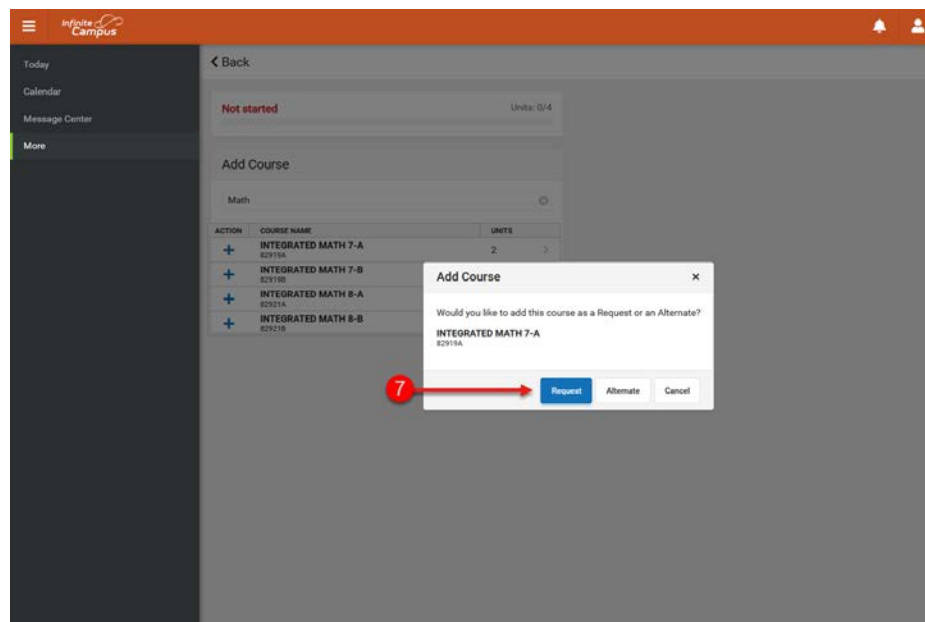 Infinite
Campus
Today
Calendar
Message Center
More
Back
Not started
Units: 0/4
Add Course
Math
ACTION COURSE NAME UNITS
INTEGRATED MATH 7-A 2
82919A
INTEGRATED MATH 7-B
82919B
INTEGRATED MATH 8-A
82921A
INTEGRATED MATH 8-B
82921B
Add Course
Would you like to add this course as a Request or an Alternate?
INTEGRATED MATH 7-A
82919A
7
Request Alternate Cancel